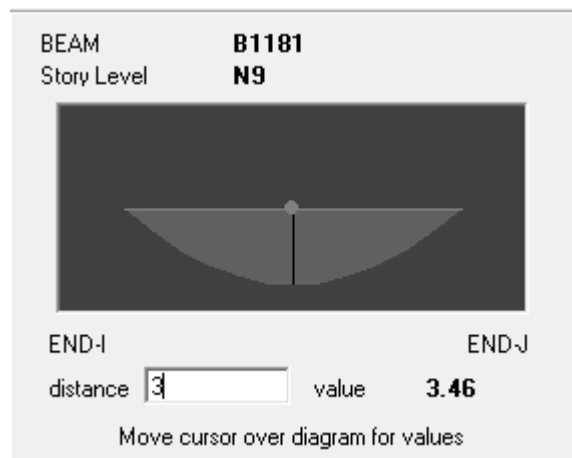 BEAM B1181
Story Level N9
END-I END-J
distance 3 value 3.46
Move cursor over diagram for values